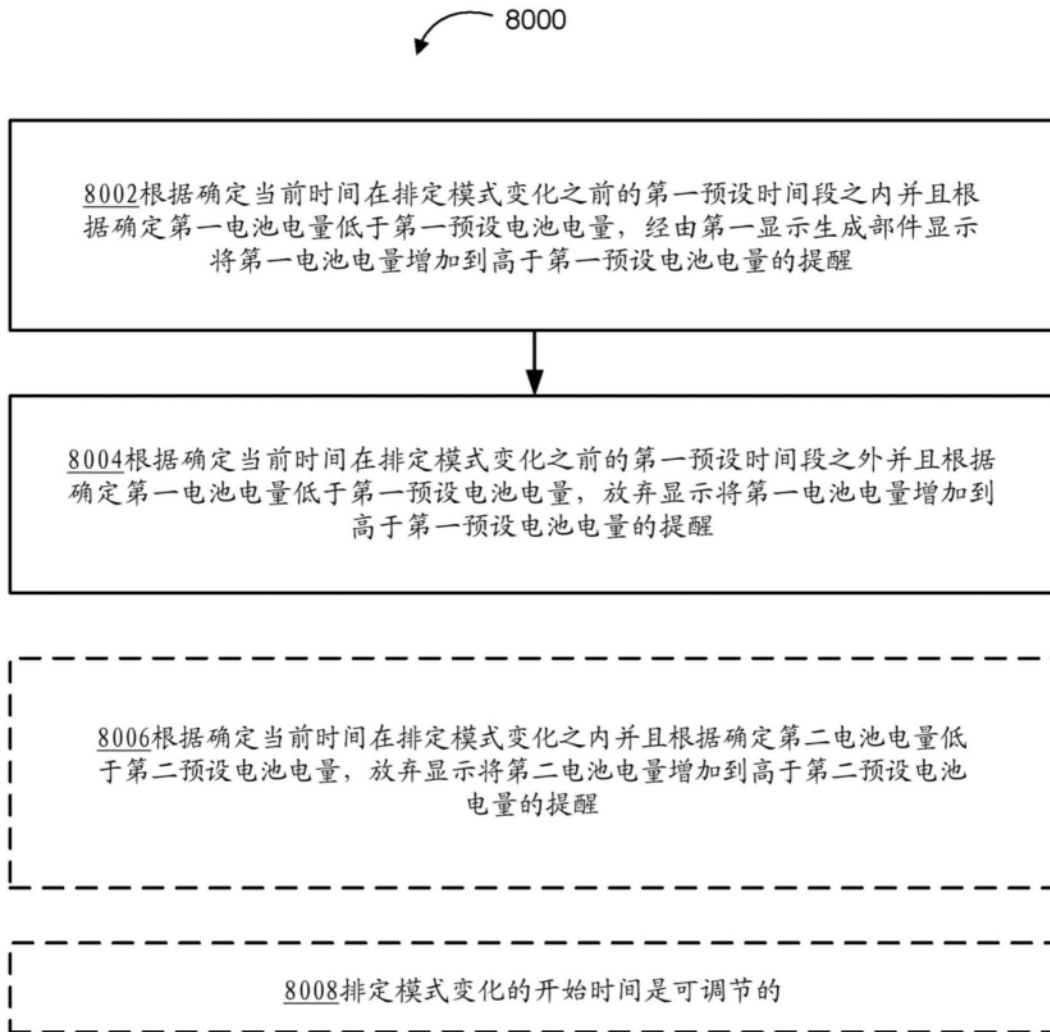 8000
8002根据确定当前时间在排定模式变化之前的第一预设时间段之内并且根
据确定第一电池电量低于第一预设电池电量，经由第一显示生成部件显示
将第一电池电量增加到高于第一预设电池电量的提醒
8004根据确定当前时间在排定模式变化之前的第一预设时间段之外并且根据
确定第一电池电量低于第一预设电池电量，放弃显示将第一电池电量增加到
高于第一预设电池电量的提醒
8006根据确定当前时间在排定模式变化之内并且根据确定第二电池电量低
于第二预设电池电量，放弃显示将第二电池电量增加到高于第二预设电池
电量的提醒
8008排定模式变化的开始时间是可调节的